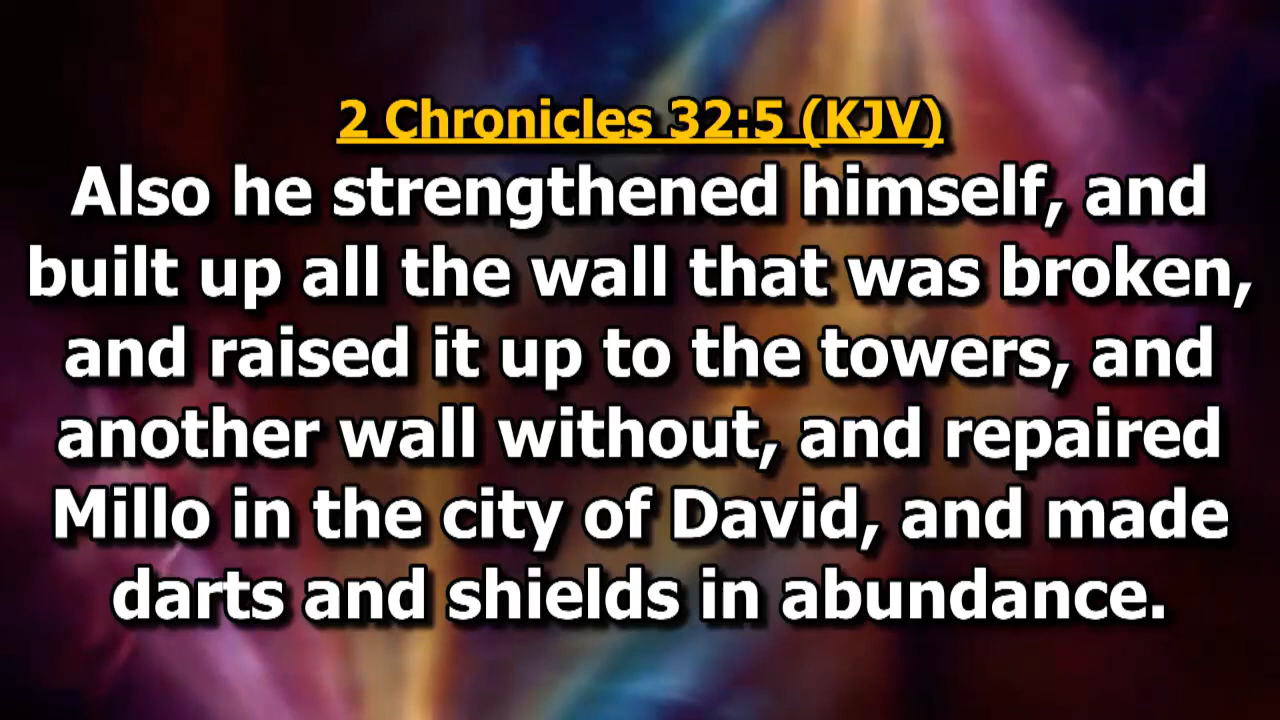 2 Chronicles 32:5 (KJV)
Also he strengthened himself, and
built up all the wall that was broken,
and raised it up to the towers, and
another wall without, and repaired
Millo in the city of David, and made
darts and shields in abundance.